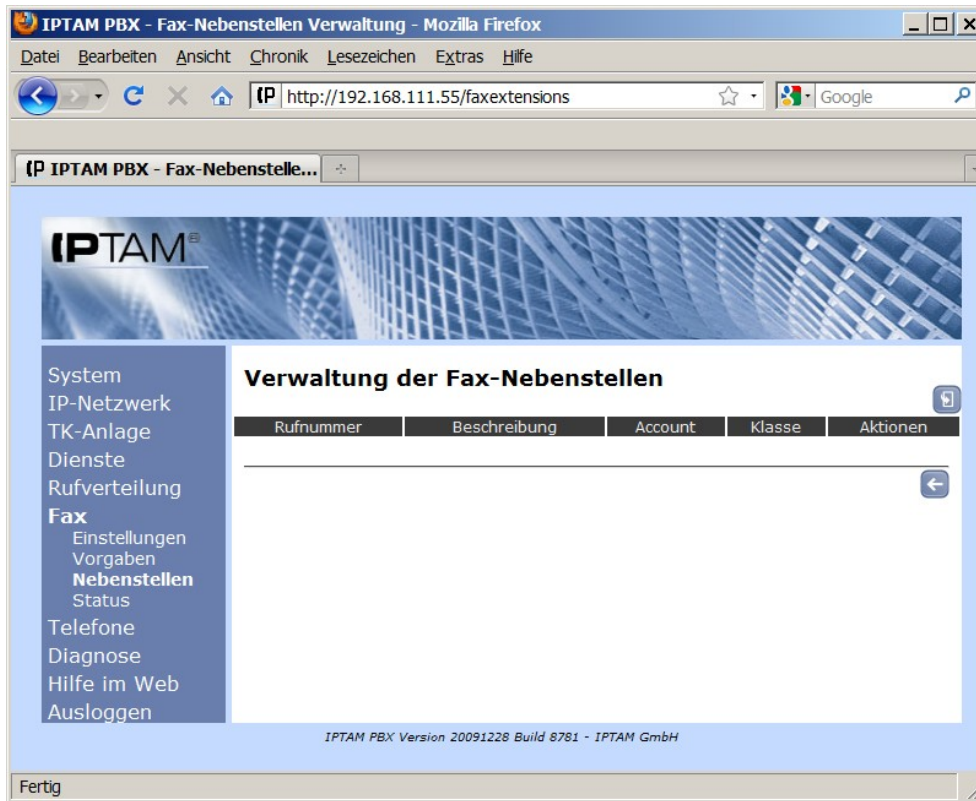 IPTAM PBX - Fax-Nebenstellen Verwaltung - Mozilla Firefox
Datei Bearbeiten Ansicht Chronik Lesezeichen Extras Hilfe
http://192.168.111.55/faxextensions Google
IPTAM PBX - Fax-Nebenstelle...
IPTAM®
Verwaltung der Fax-Nebenstellen
Rufnummer Beschreibung Account Klasse Aktionen
System
IP-Netzwerk
TK-Anlage
Dienste
Rufverteilung
Fax
Einstellungen
Vorgaben
Nebenstellen
Status
Telefone
Diagnose
Hilfe im Web
Ausloggen
IPTAM PBX Version 20091228 Build 8781 - IPTAM GmbH
Fertig